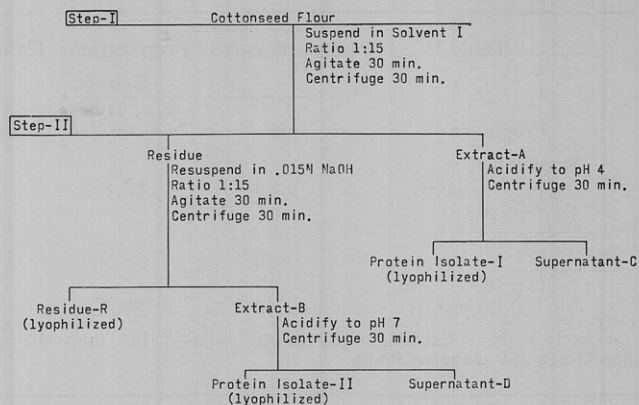 Step-I
Cottonseed Flour
Suspend in Solvent I
Ratio 1:15
Agitate 30 min.
Centrifuge 30 min.
Step-II
Residue
Resuspend in .015N NaOH
Ratio 1:15
Agitate 30 min.
Centrifuge 30 min.
Extract-A
Acidify to pH 4
Centrifuge 30 min.
Protein Isolate-I
(lyophilized)
Supernatant-C
Residue-R
(lyophilized)
Extract-B
Acidify to pH 7
Centrifuge 30 min.
Protein Isolate-II
(lyophilized)
Supernatant-D